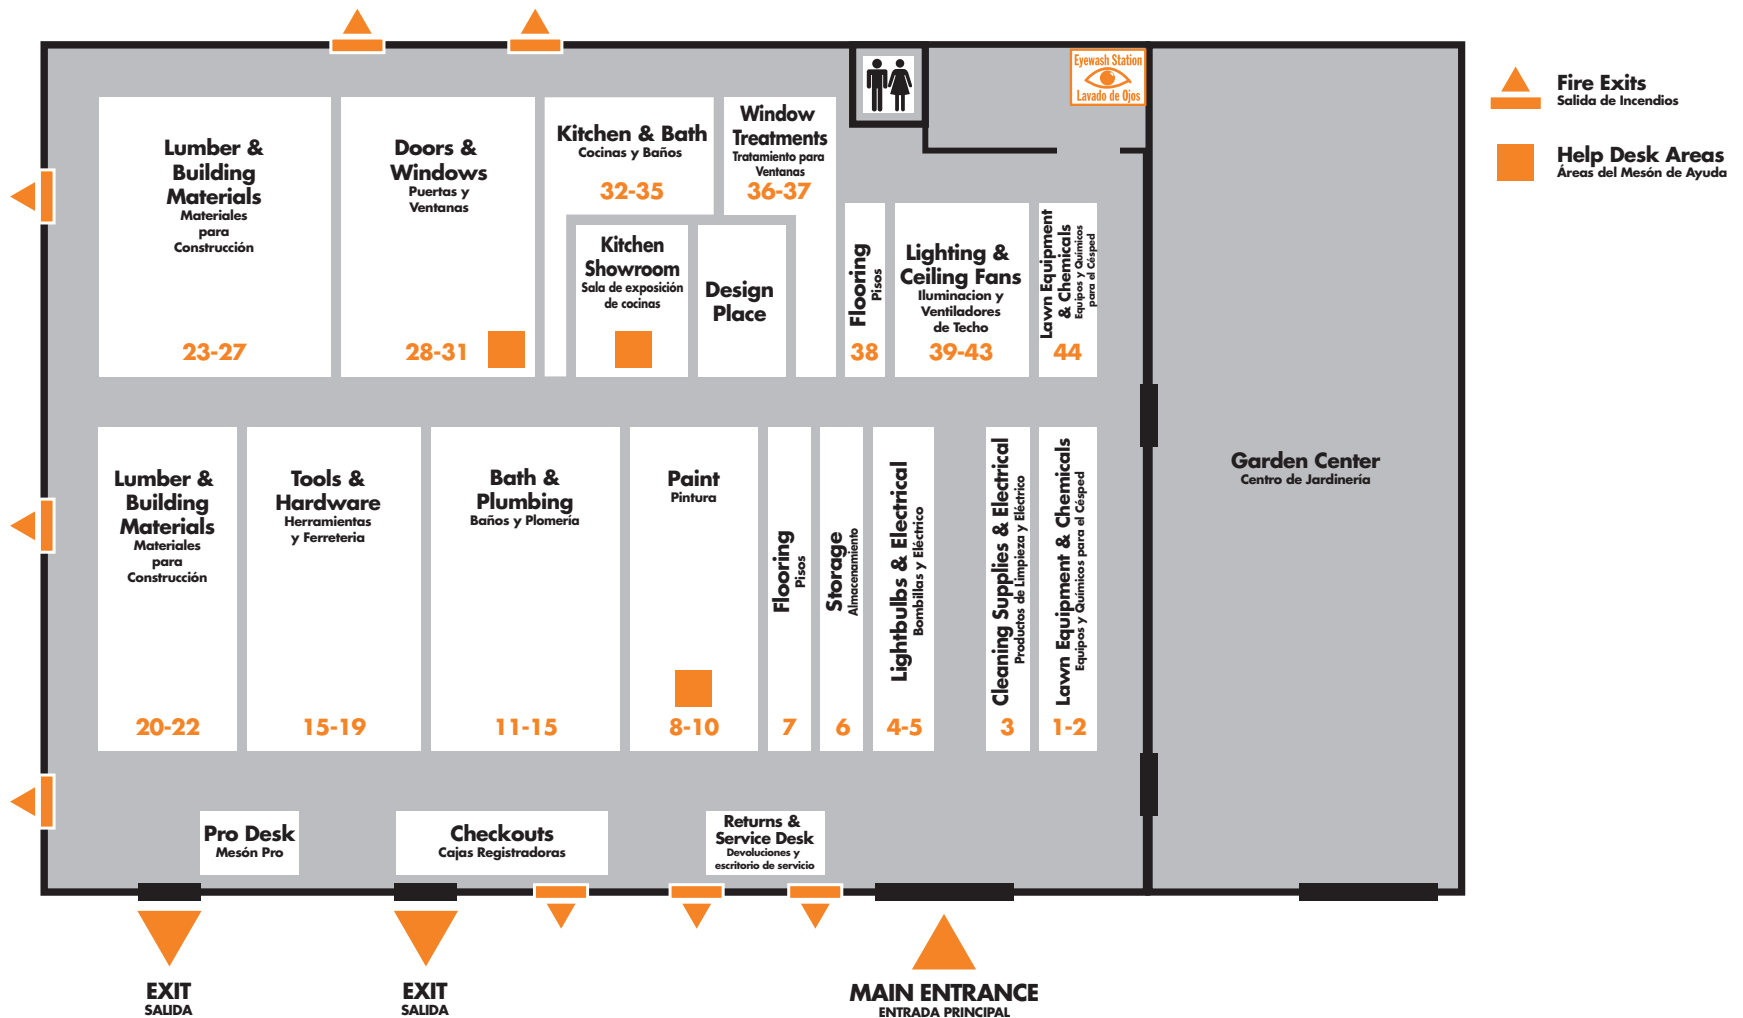 Eyewash Station
Lavado de Ojos
Fire Exits
Salida de Incendios
Help Desk Areas
Áreas del Mesón de Ayuda
Lumber &
Building
Materials
Materiales
para
Construcción
23-27
Doors &
Windows
Puertas y
Ventanas
28-31
Kitchen & Bath
Cocinas y Baños
32-35
Window
Treatments
Tratamiento para
Ventanas
36-37
Kitchen
Showroom
Sala de exposición
de cocinas
Design
Place
Flooring
Pisos
38
Lighting &
Ceiling Fans
Iluminacion y
Ventiladores
de Techo
39-43
Lawn Equipment
& Chemicals
Equipos y Químicos
para el Césped
44
Garden Center
Centro de Jardinería
Lumber &
Building
Materials
Materiales
para
Construcción
20-22
Tools &
Hardware
Herramientas
y Ferreteria
15-19
Bath &
Plumbing
Baños y Plomería
11-15
Paint
Pintura
8-10
Flooring
Pisos
7
Storage
Almacenamiento
6
Lightbulbs & Electrical
Bombillas y Eléctrico
4-5
Cleaning Supplies & Electrical
Productos de Limpieza y Eléctrico
3
Lawn Equipment & Chemicals
Equipos y Químicos para el Césped
1-2
Pro Desk
Mesón Pro
Checkouts
Cajas Registradoras
Returns &
Service Desk
Devoluciones y
escritorio de servicio
EXIT
SALIDA
EXIT
SALIDA
MAIN ENTRANCE
ENTRADA PRINCIPAL